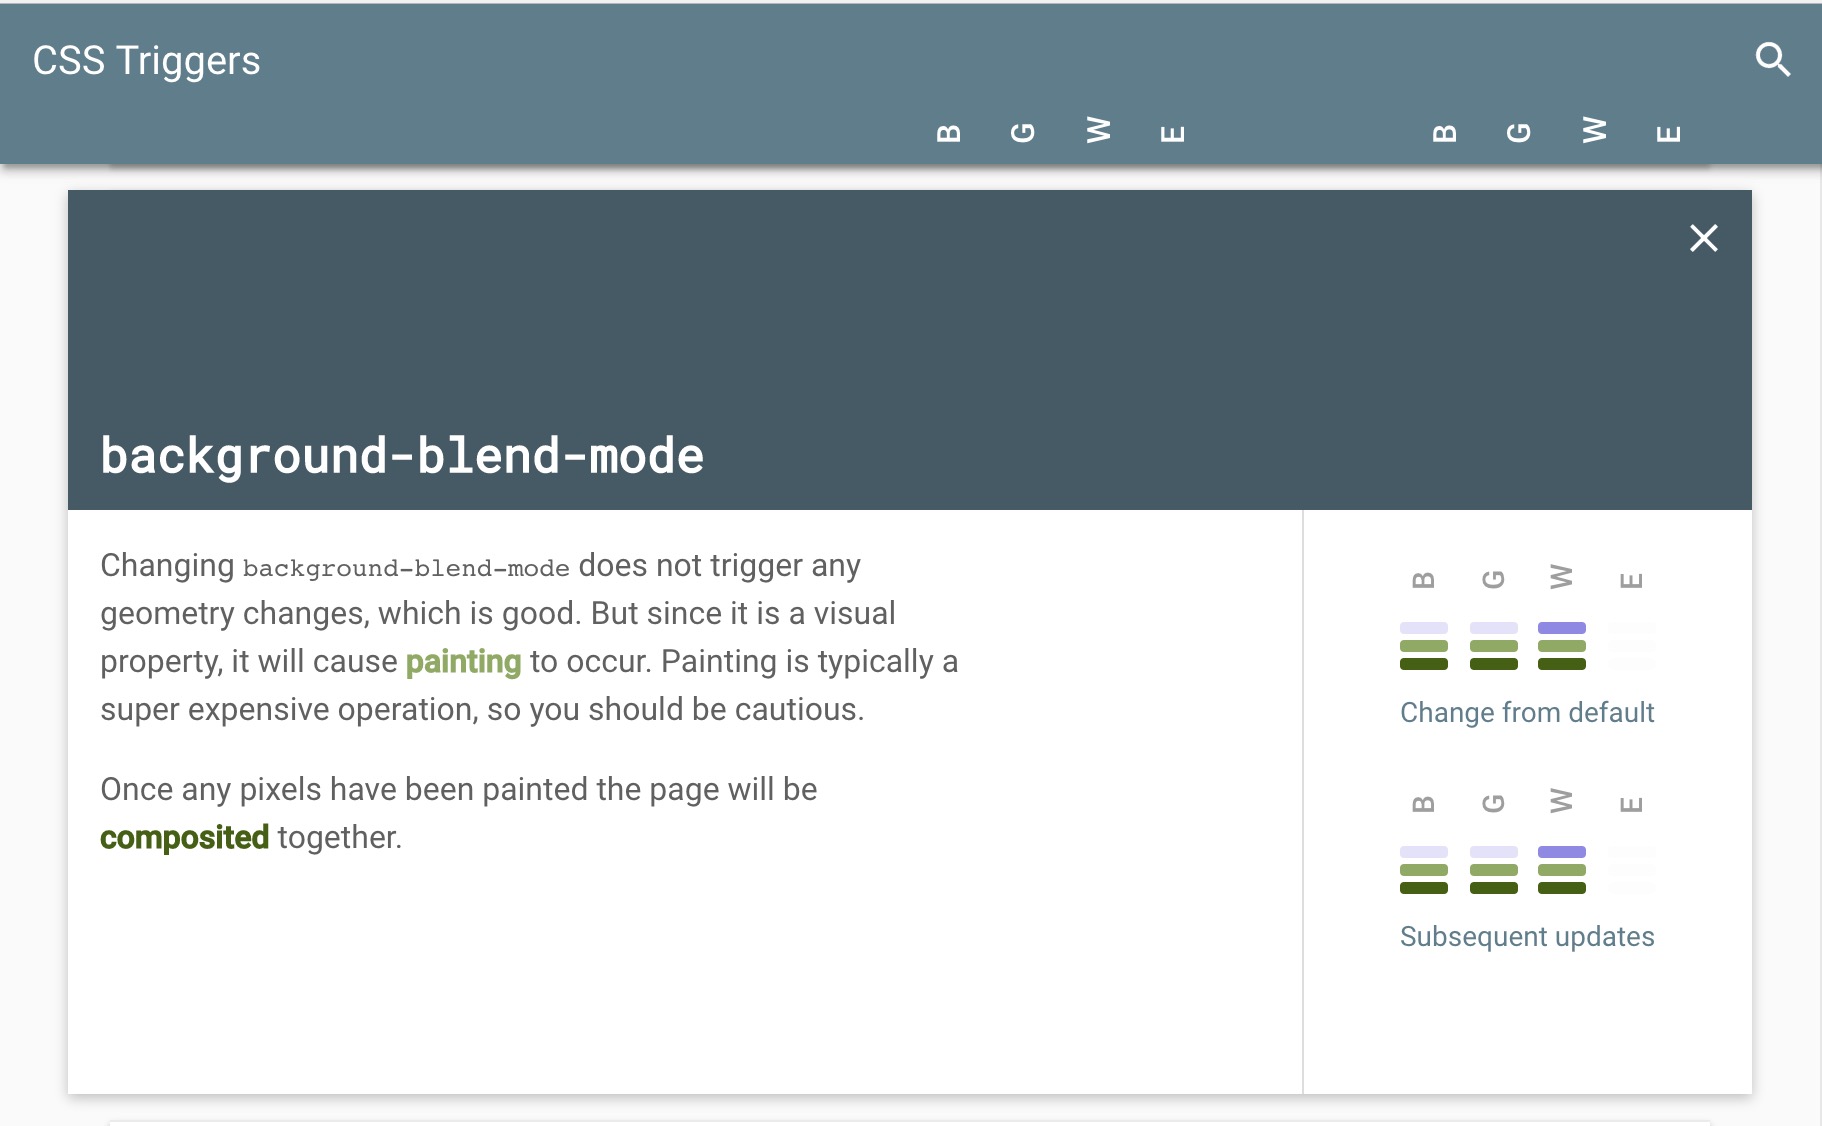 CSS Triggers
B G W E B G W E
background-blend-mode
Changing background-blend-mode does not trigger any
geometry changes, which is good. But since it is a visual
property, it will cause painting to occur. Painting is typically a
super expensive operation, so you should be cautious.
Once any pixels have been painted the page will be
composited together.
B G W E
Change from default
B G W E
Subsequent updates